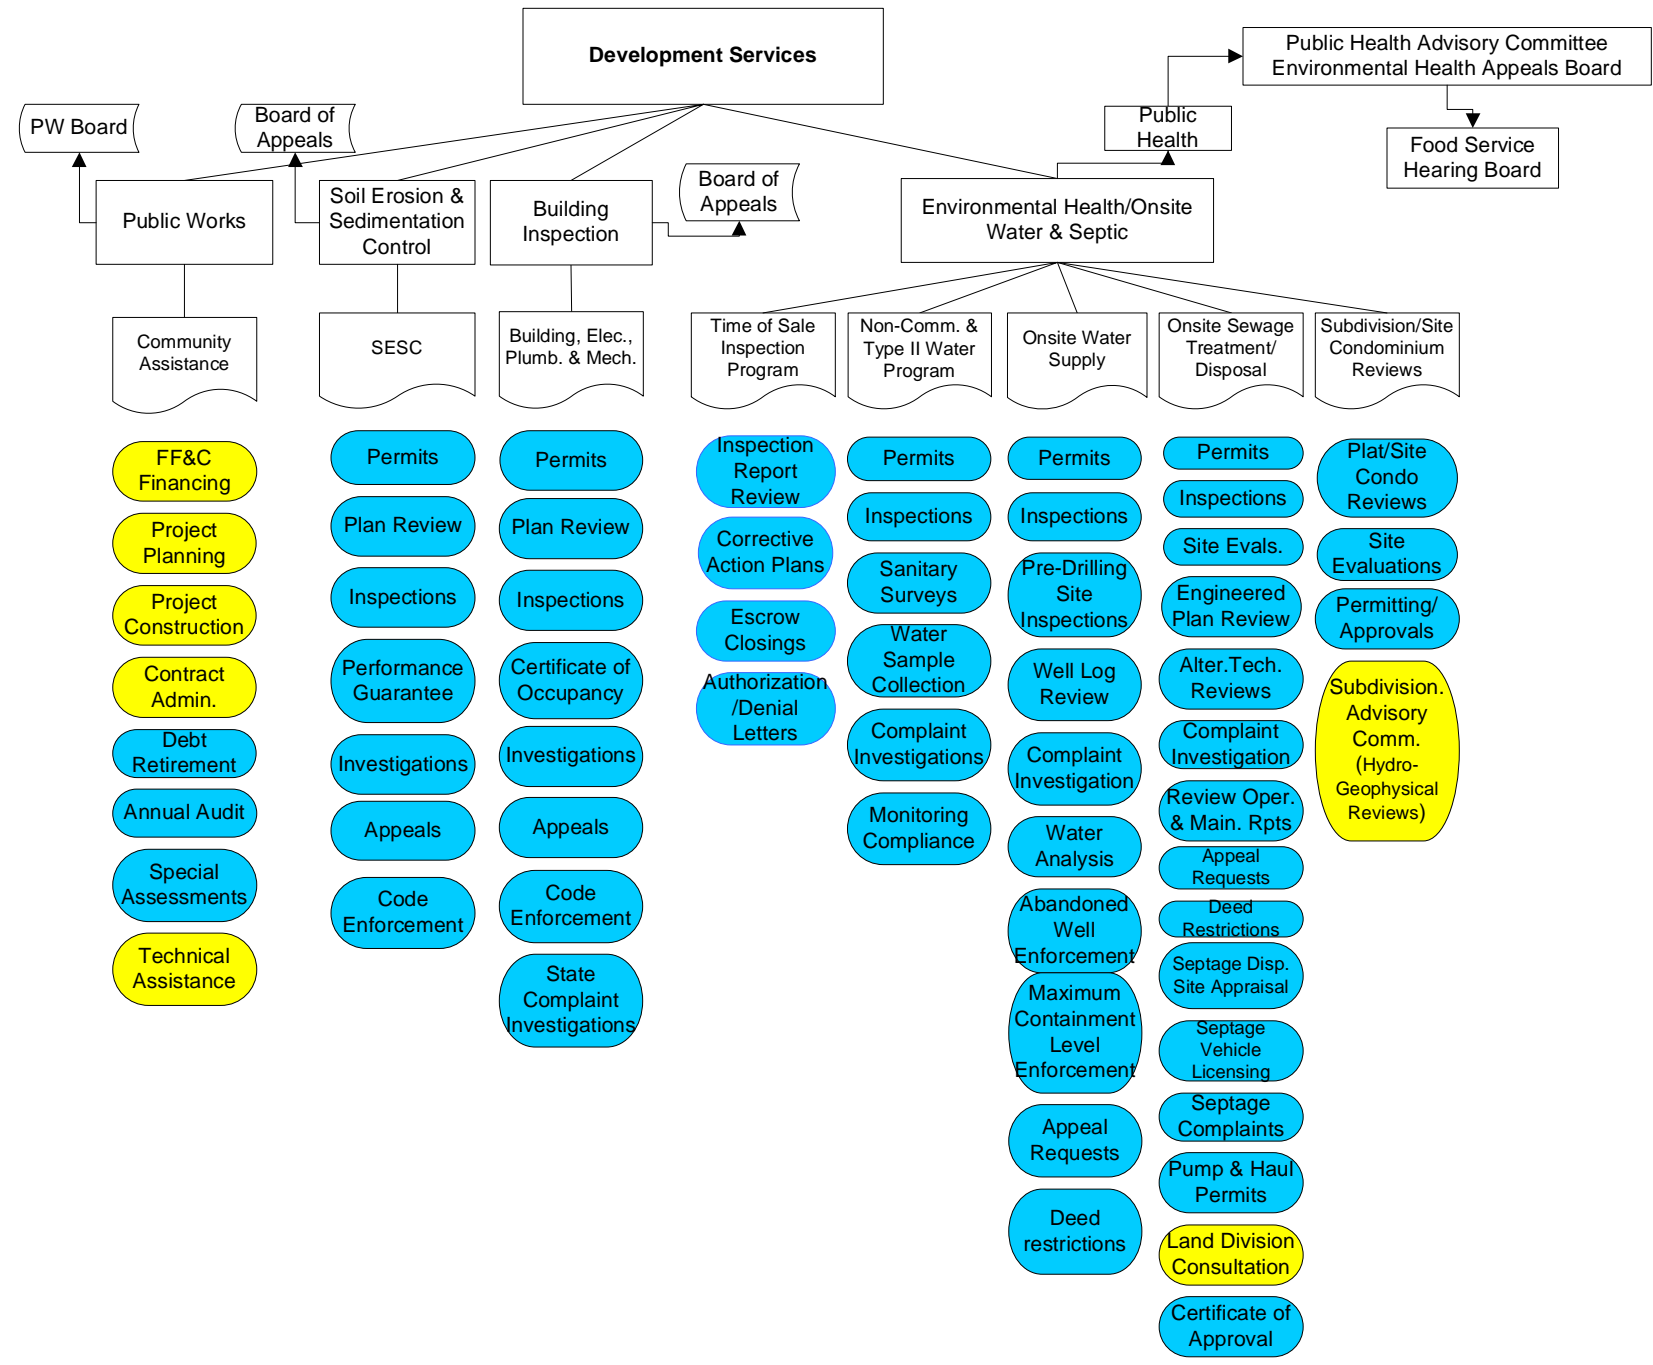 Development Services
Public Health Advisory Committee
Environmental Health Appeals Board
PW Board
Board of
Appeals
Public
Health
Food Service
Hearing Board
Public Works
Soil Erosion &
Sedimentation
Control
Building
Inspection
Board of
Appeals
Environmental Health/Onsite
Water & Septic
Community
Assistance
SESC
Building, Elec.,
Plumb. & Mech.
Time of Sale
Inspection
Program
Non-Comm. &
Type II Water
Program
Onsite Water
Supply
Onsite Sewage
Treatment/
Disposal
Subdivision/Site
Condominium
Reviews
FF&C
Financing
Project
Planning
Project
Construction
Contract
Admin.
Debt
Retirement
Annual Audit
Special
Assessments
Technical
Assistance
Permits
Plan Review
Inspections
Performance
Guarantee
Investigations
Appeals
Code
Enforcement
Permits
Plan Review
Inspections
Certificate of
Occupancy
Investigations
Appeals
Code
Enforcement
State
Complaint
Investigations
Inspection
Report
Review
Corrective
Action Plans
Escrow
Closings
Authorization
/Denial
Letters
Permits
Inspections
Sanitary
Surveys
Water
Sample
Collection
Complaint
Investigations
Monitoring
Compliance
Permits
Inspections
Pre-Drilling
Site
Inspections
Well Log
Review
Complaint
Investigation
Water
Analysis
Abandoned
Well
Enforcement
Maximum
Containment
Level
Enforcement
Appeal
Requests
Deed
restrictions
Permits
Inspections
Site Evals.
Engineered
Plan Review
Alter.Tech.
Reviews
Complaint
Investigation
Review Oper.
& Main. Rpts
Appeal
Requests
Deed
Restrictions
Septage Disp.
Site Appraisal
Septage
Vehicle
Licensing
Septage
Complaints
Pump & Haul
Permits
Land Division
Consultation
Certificate of
Approval
Plat/Site
Condo
Reviews
Site
Evaluations
Permitting/
Approvals
Subdivision.
Advisory
Comm.
(Hydro-
Geophysical
Reviews)